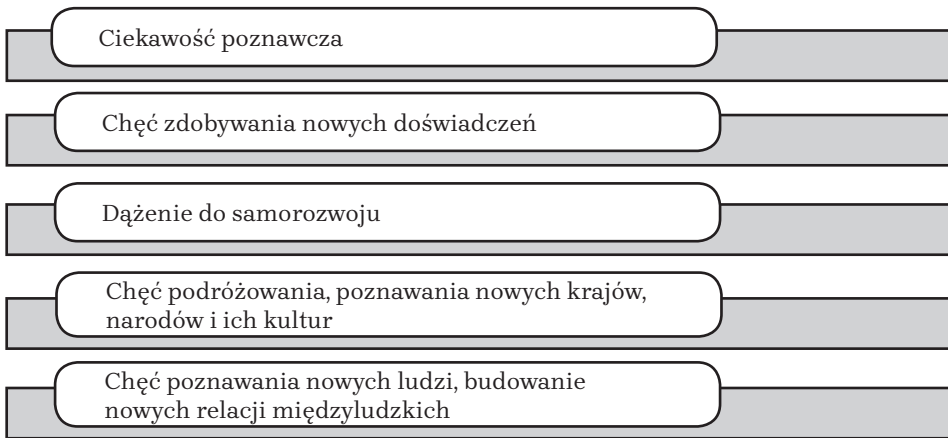 Ciekawość poznawcza
Chęć zdobywania nowych doświadczeń
Dążenie do samorozwoju
Chęć podróżowania, poznawania nowych krajów,
narodów i ich kultur
Chęć poznawania nowych ludzi, budowanie
nowych relacji międzyludzkich